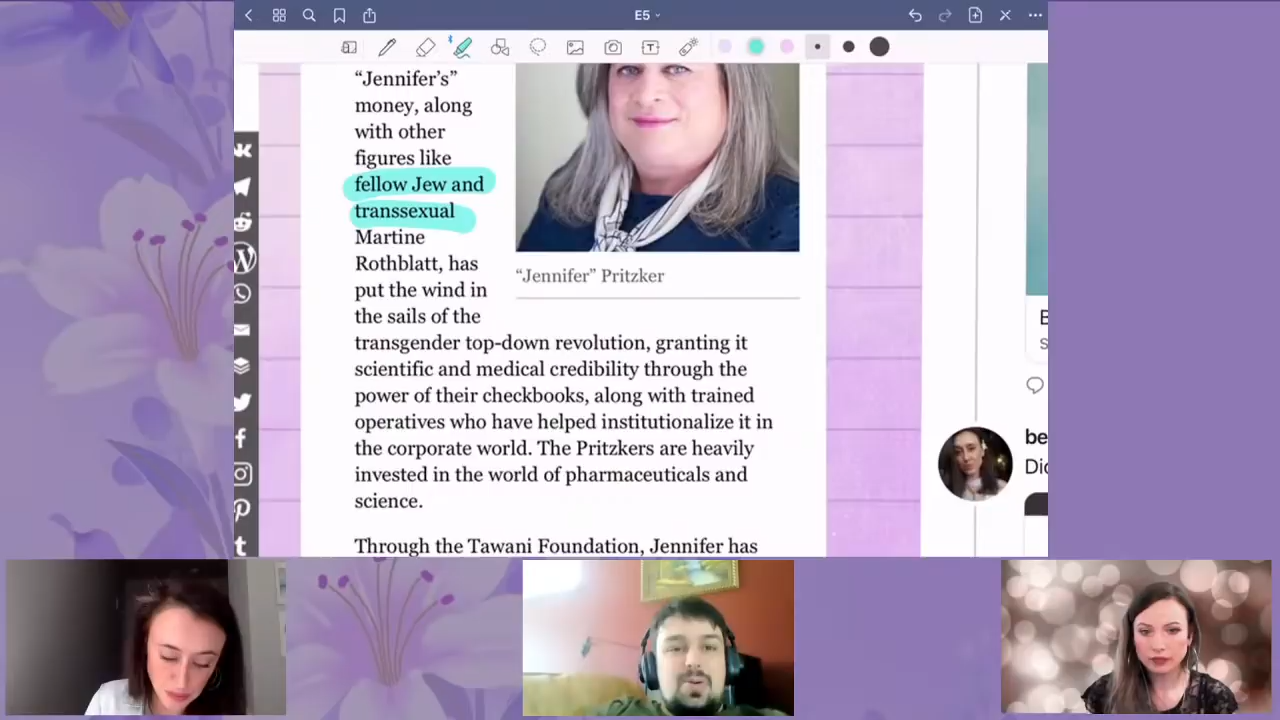 E5
"Jennifer's"
money, along
with other
figures like
fellow Jew and
transsexual
Martine
Rothblatt, has
put the wind in
the sails of the
"Jennifer" Pritzker
transgender top-down revolution, granting it
scientific and medical credibility through the
power of their checkbooks, along with trained
operatives who have helped institutionalize it in
the corporate world. The Pritzkers are heavily
invested in the world of pharmaceuticals and
science.
Through the Tawani Foundation, Jennifer has
be